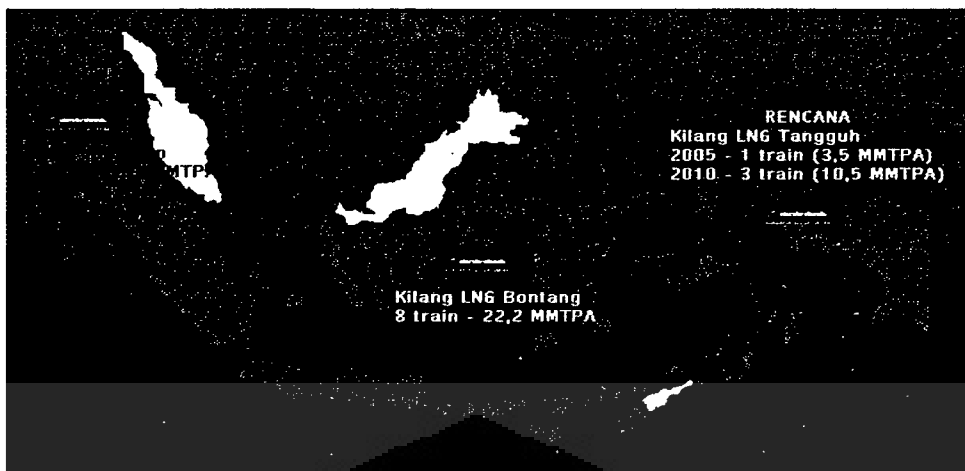 MMTPA
RENCANA
Kilang LNG Tangguh
2005 - 1 train (3,5 MMTPA)
2010 - 3 train (10,5 MMTPA)
Kilang LNG Bontang
8 train - 22,2 MMTPA